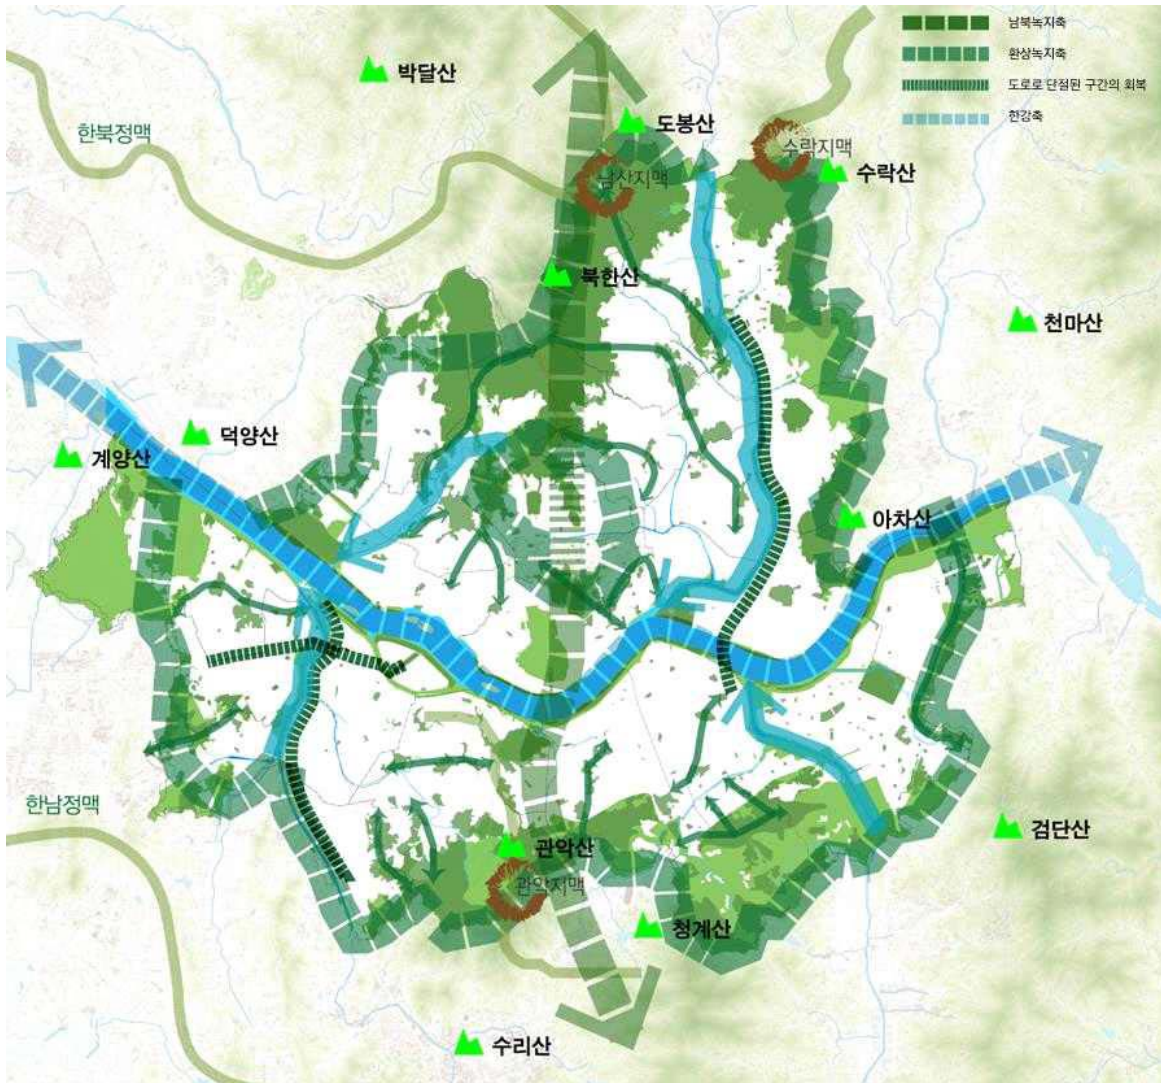 남북녹지축
환상녹지축
도로로 단절된 구간의 회복
한강축
박달산
한북정맥
도봉산
수락지맥
수락산
남산지맥
북한산
천마산
덕양산
계양산
아차산
한남정맥
검단산
관악산
관악지맥
청계산
수리산